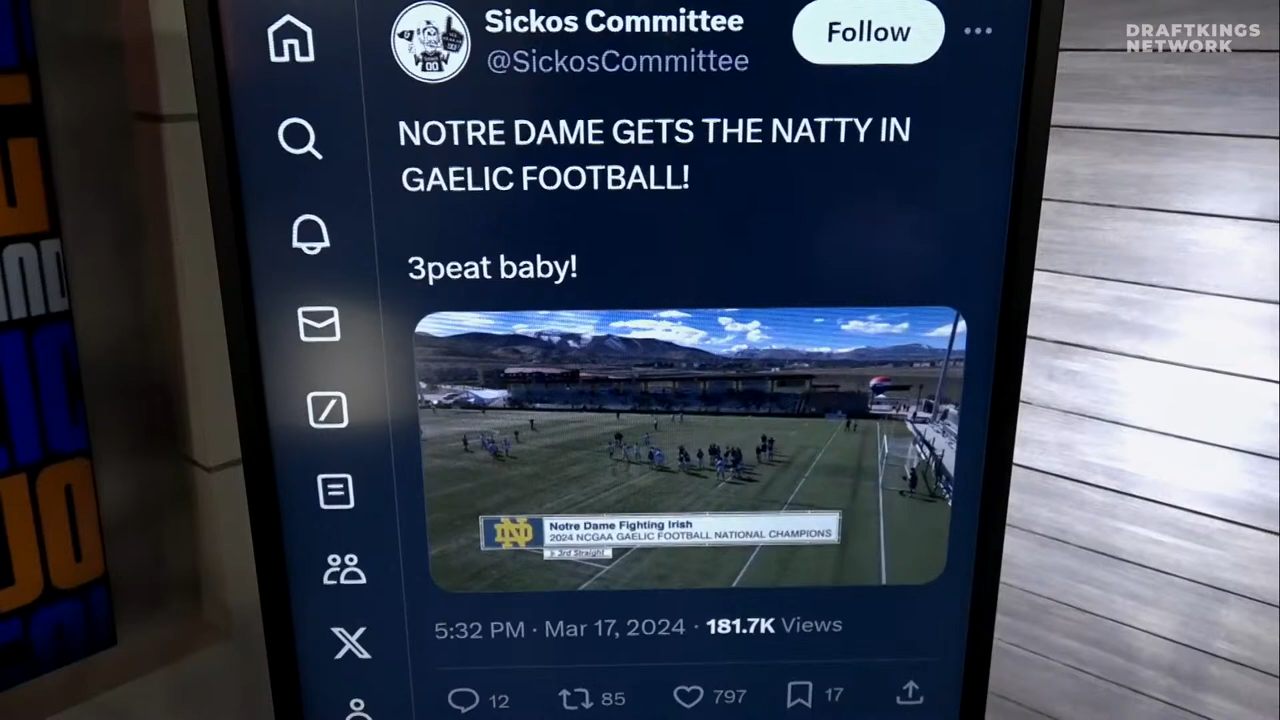 DRAFTKINGS
NETWORK
Sickos Committee
@SickosCommittee
Follow
NOTRE DAME GETS THE NATTY IN
GAELIC FOOTBALL!
3peat baby!
ND
Notre Dame Fighting Irish
2024 NCGAA GAELIC FOOTBALL NATIONAL CHAMPIONS
» 3rd Straight
5:32 PM · Mar 17, 2024 · 181.7K Views
12
85
797
17